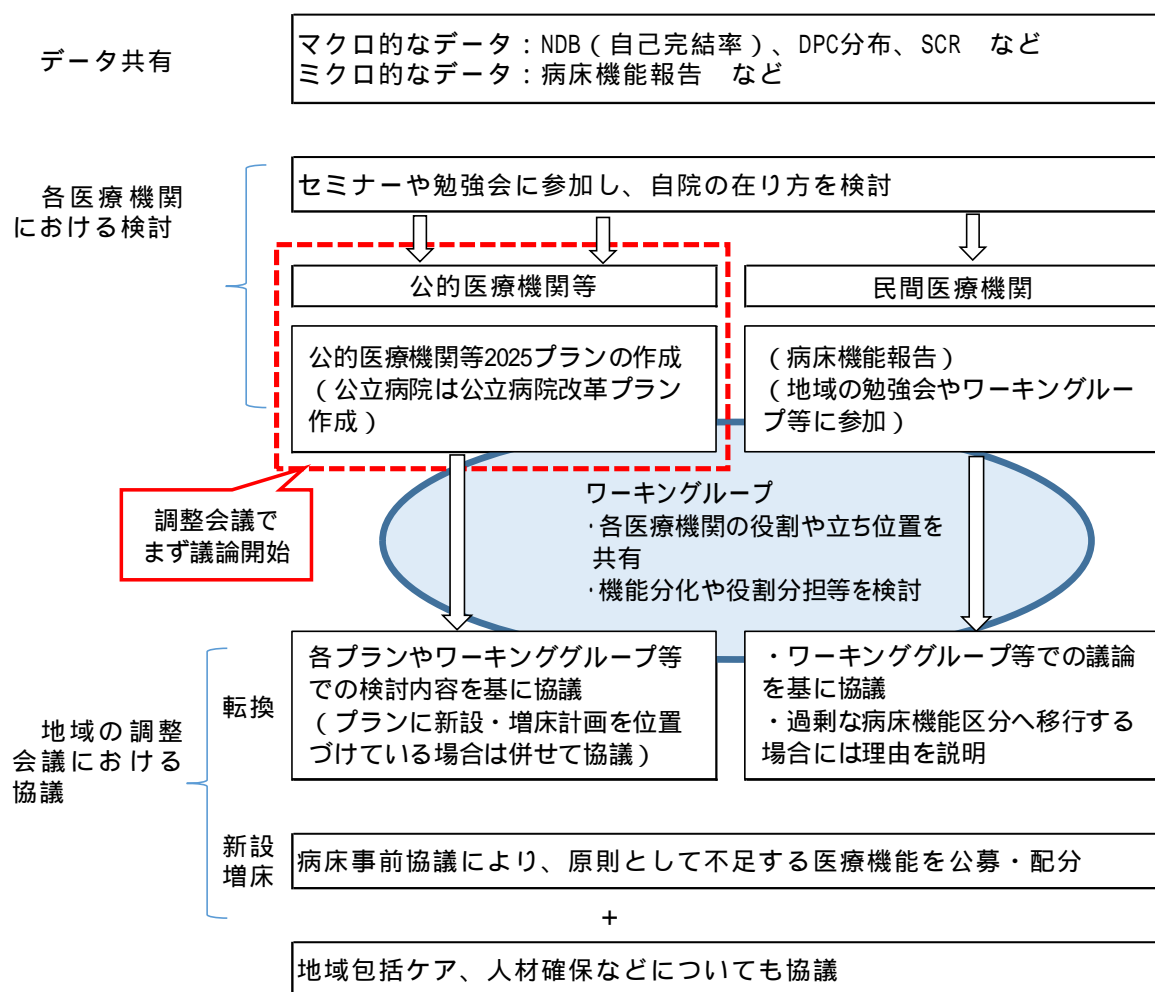 データ共有
マクロ的なデータ：NDB（自己完結率）、DPC分布、SCR　など
ミクロ的なデータ：病床機能報告　など
各医療機関
における検討
セミナーや勉強会に参加し、自院の在り方を検討
公的医療機関等
民間医療機関
公的医療機関等2025プランの作成
（公立病院は公立病院改革プラン
作成）
（病床機能報告）
（地域の勉強会やワーキングルー
プ等に参加）
調整会議で
まず議論開始
ワーキングループ
・各医療機関の役割や立ち位置を
共有
・機能分化や役割分担等を検討
地域の調整
会議における
協議
転換
各プランやワーキンググループ等
での検討内容を基に協議
（プランに新設・増床計画を位置
づけている場合は併せて協議）
・ワーキンググループ等での議論
を基に協議
・過剰な病床機能区分へ移行する
場合には理由を説明
新設
増床
病床事前協議により、原則として不足する医療機能を公募・配分
+
地域包括ケア、人材確保などについても協議